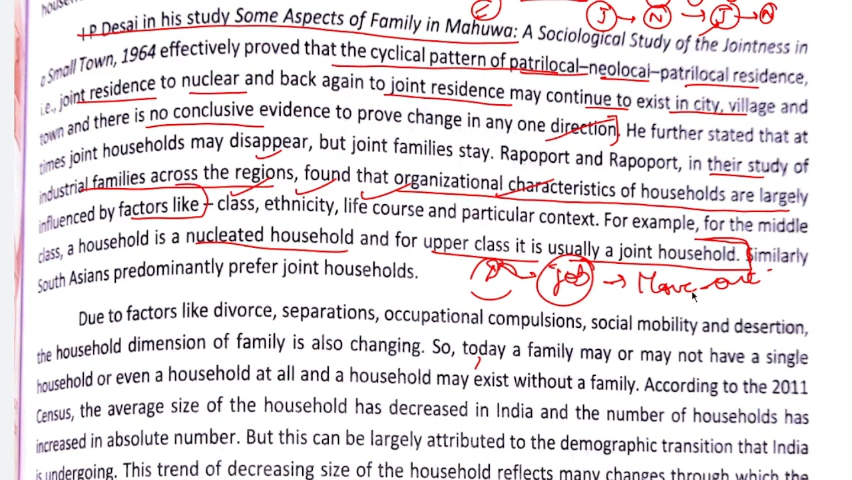 J → N → J → N
I P Desai in his study Some Aspects of Family in Mahuwa: A Sociological Study of the Jointness in
a Small Town, 1964 effectively proved that the cyclical pattern of patrilocal–neolocal–patrilocal residence,
i.e., joint residence to nuclear and back again to joint residence may continue to exist in city, village and
town and there is no conclusive evidence to prove change in any one direction. He further stated that at
times joint households may disappear, but joint families stay. Rapoport and Rapoport, in their study of
industrial families across the regions, found that organizational characteristics of households are largely
influenced by factors like – class, ethnicity, life course and particular context. For example, for the middle
class, a household is a nucleated household and for upper class it is usually a joint household. Similarly
South Asians predominantly prefer joint households.
"job" → Move-out
Due to factors like divorce, separations, occupational compulsions, social mobility and desertion,
the household dimension of family is also changing. So, today a family may or may not have a single
household or even a household at all and a household may exist without a family. According to the 2011
Census, the average size of the household has decreased in India and the number of households has
increased in absolute number. But this can be largely attributed to the demographic transition that India
is undergoing. This trend of decreasing size of the household reflects many changes through which the